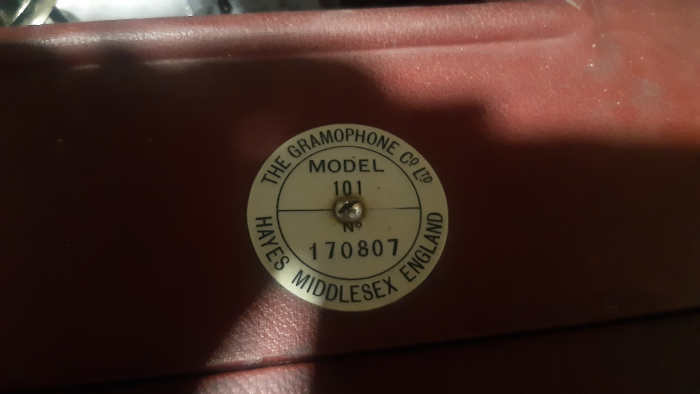 THE GRAMOPHONE Co LTD
MODEL
101
No
170807
HAYES MIDDLESEX ENGLAND